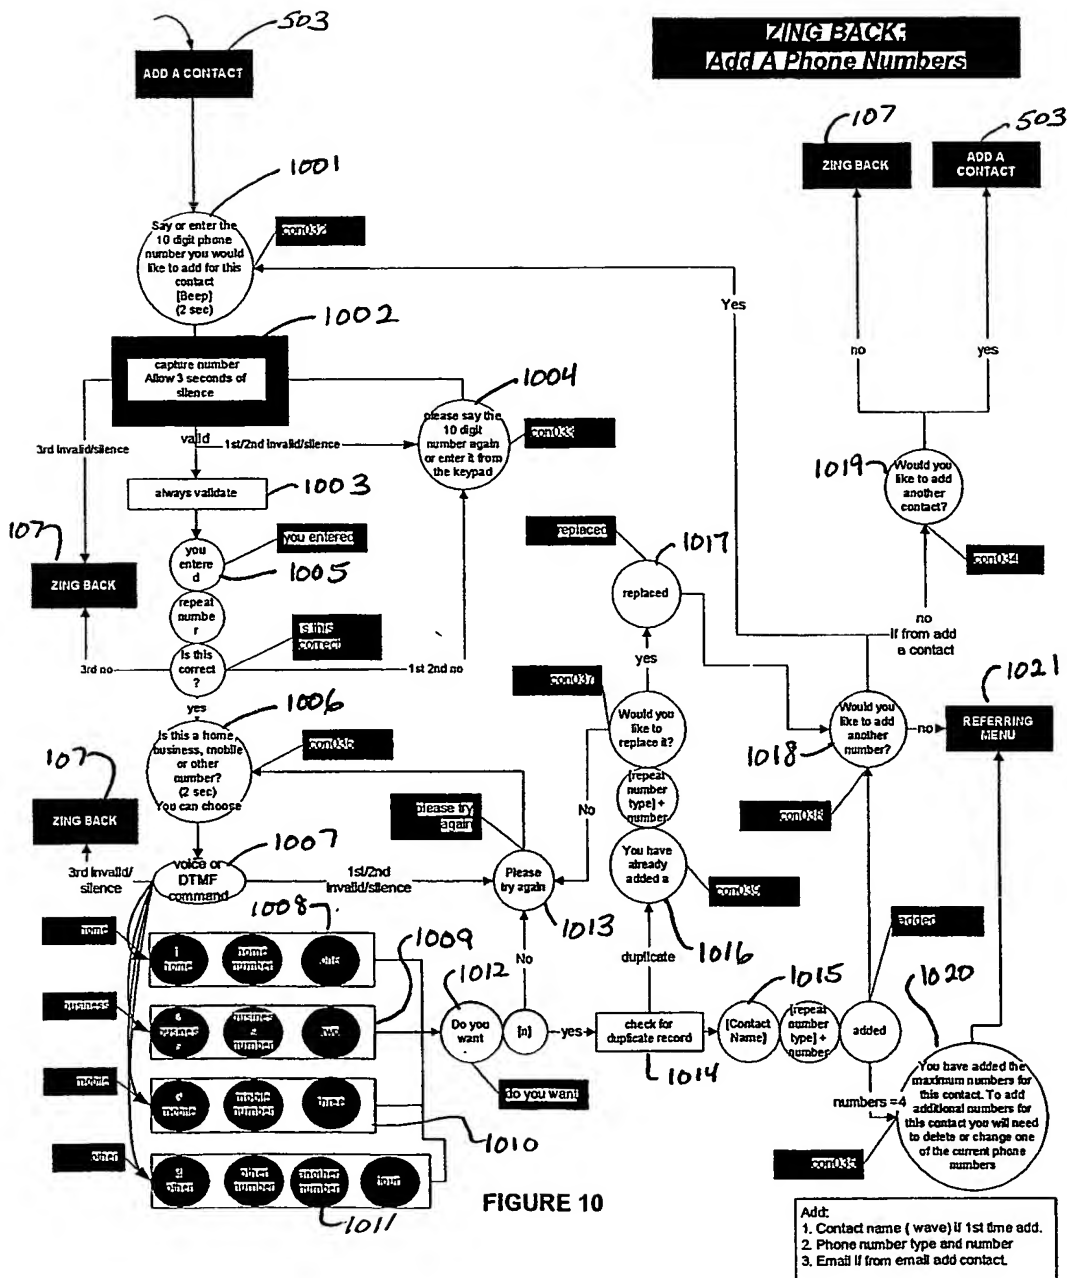 503
ADD A CONTACT
ZING BACK:
Add A Phone Numbers
107
503
ZING BACK
ADD A
CONTACT
1001
Say or enter the
10 digit phone
number you would
like to add for this
contact
[Beep]
(2 sec)
con032
Yes
no
yes
1002
capture number
Allow 3 seconds of
silence
1004
please say the
10 digit
number again
or enter it from
the keypad
con033
3rd Invalid/silence
valid
1st/2nd Invalid/silence
1019
Would you
like to add
another
contact?
con034
always validate
1003
107
ZING BACK
you
entere
d
you entered
1005
repeat
numbe
r
is this
correct
Is this
correct
?
3rd no
1st 2nd no
yes
replaced
1017
replaced
no
if from add
a contact
yes
con037
Would you
like to
replace it?
[repeat
number
type] +
number
You have
already
added a
No
con039
1016
duplicate
1021
REFERRING
MENU
Would you
like to add
another
number?
no
1018
1006
Is this a home
business, mobile
or other
number?
(2 sec)
You can choose
107
ZING BACK
please try
again
1007
voice or
DTMF
command
3rd Invalid/
silence
1st/2nd
Invalid/silence
Please
try again
1013
No
1008
home
home
home
number
one
1009
business
two
1012
Do you
want
[n]
yes
do you want
check for
duplicate record
1014
1015
[Contact
Name]
[repeat
number
type] +
number
added
added
1020
numbers =4
con035
You have added the
maximum numbers for
this contact. To add
additional numbers for
this contact you will need
to delete or change one
of the current phone
numbers
mobile
mobile
mobile
number
three
1010
other
other
other
number
another
number
four
1011
FIGURE 10
Add:
1. Contact name ( wave) if 1st time add.
2. Phone number type and number
3. Email if from email add contact.